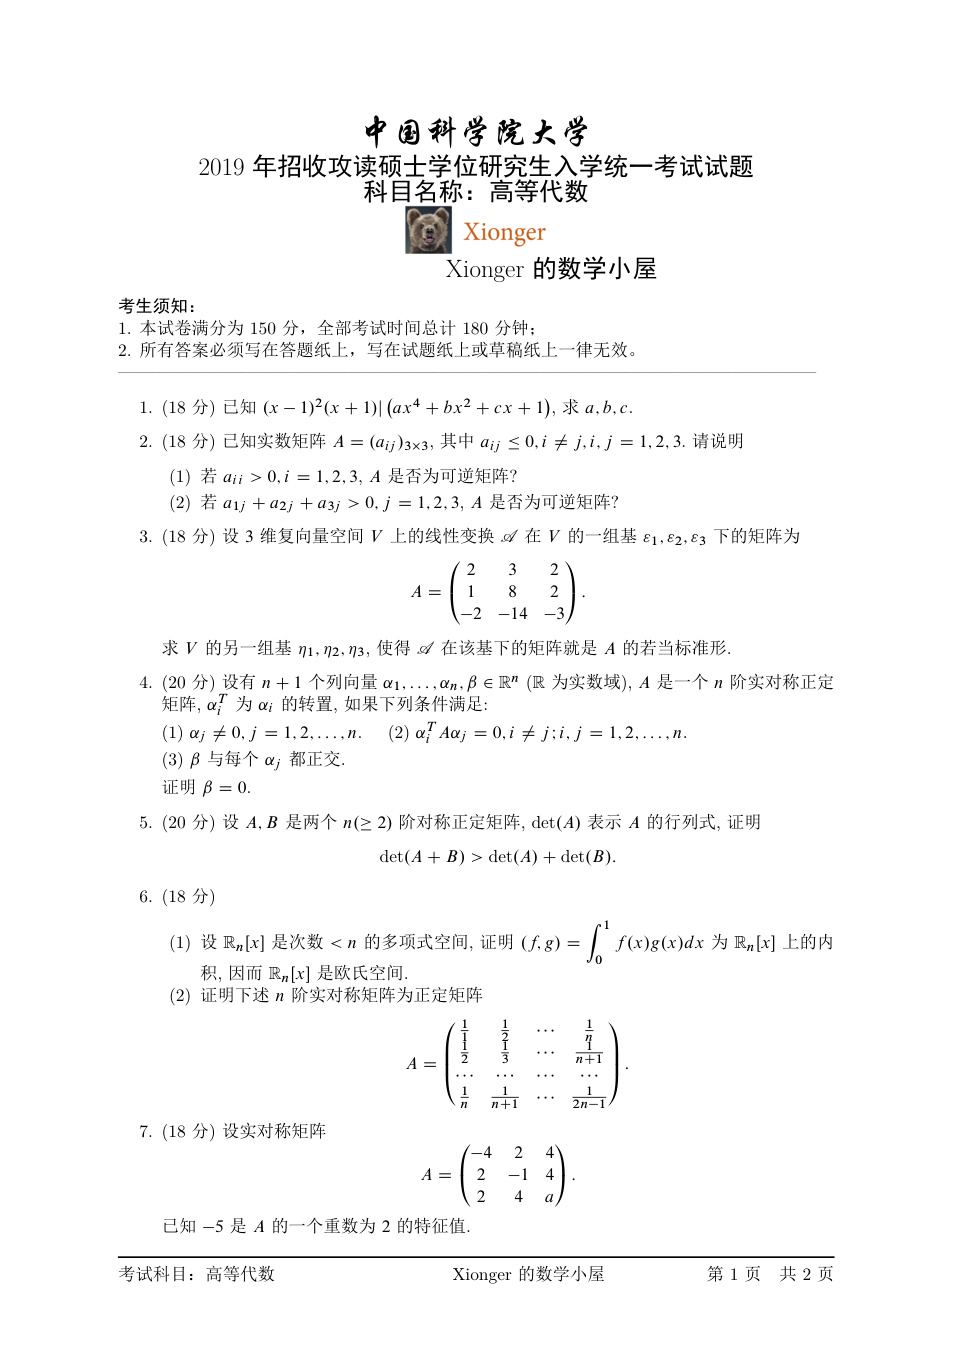 中国科学院大学
2019 年招收攻读硕士学位研究生入学统一考试试题
科目名称：高等代数
Xionger
Xionger 的数学小屋
考生须知：
1. 本试卷满分为 150 分，全部考试时间总计 180 分钟；
2. 所有答案必须写在答题纸上，写在试题纸上或草稿纸上一律无效。
1. (18 分) 已知 (x − 1)²(x + 1)| (ax⁴ + bx² + cx + 1), 求 a, b, c.
2. (18 分) 已知实数矩阵 A = (aᵢⱼ)₃ₓ₃, 其中 aᵢⱼ ≤ 0, i ≠ j, i, j = 1, 2, 3. 请说明
(1) 若 aᵢᵢ > 0, i = 1, 2, 3, A 是否为可逆矩阵?
(2) 若 a₁ⱼ + a₂ⱼ + a₃ⱼ > 0, j = 1, 2, 3, A 是否为可逆矩阵?
3. (18 分) 设 3 维复向量空间 V 上的线性变换 𝒜 在 V 的一组基 ε₁, ε₂, ε₃ 下的矩阵为
2 3 2
A = 1 8 2 .
−2 −14 −3
求 V 的另一组基 η₁, η₂, η₃, 使得 𝒜 在该基下的矩阵就是 A 的若当标准形.
4. (20 分) 设有 n + 1 个列向量 α₁, . . . , αₙ, β ∈ ℝⁿ (ℝ 为实数域), A 是一个 n 阶实对称正定
矩阵, αᵢᵀ 为 αᵢ 的转置, 如果下列条件满足:
(1) αⱼ ≠ 0, j = 1, 2, . . . , n. (2) αᵢᵀAαⱼ = 0, i ≠ j; i, j = 1, 2, . . . , n.
(3) β 与每个 αⱼ 都正交.
证明 β = 0.
5. (20 分) 设 A, B 是两个 n(≥ 2) 阶对称正定矩阵, det(A) 表示 A 的行列式, 证明
det(A + B) > det(A) + det(B).
6. (18 分)
(1) 设 ℝₙ[x] 是次数 < n 的多项式空间, 证明 (f, g) = ∫₀¹ f(x)g(x)dx 为 ℝₙ[x] 上的内
积, 因而 ℝₙ[x] 是欧氏空间.
(2) 证明下述 n 阶实对称矩阵为正定矩阵
1/1 1/2 ··· 1/n
1/2 1/3 ··· 1/(n+1)
A = ··· ··· ··· ··· .
1/n 1/(n+1) ··· 1/(2n−1)
7. (18 分) 设实对称矩阵
−4 2 4
A = 2 −1 4 .
2 4 a
已知 −5 是 A 的一个重数为 2 的特征值.
考试科目：高等代数 Xionger 的数学小屋 第 1 页 共 2 页